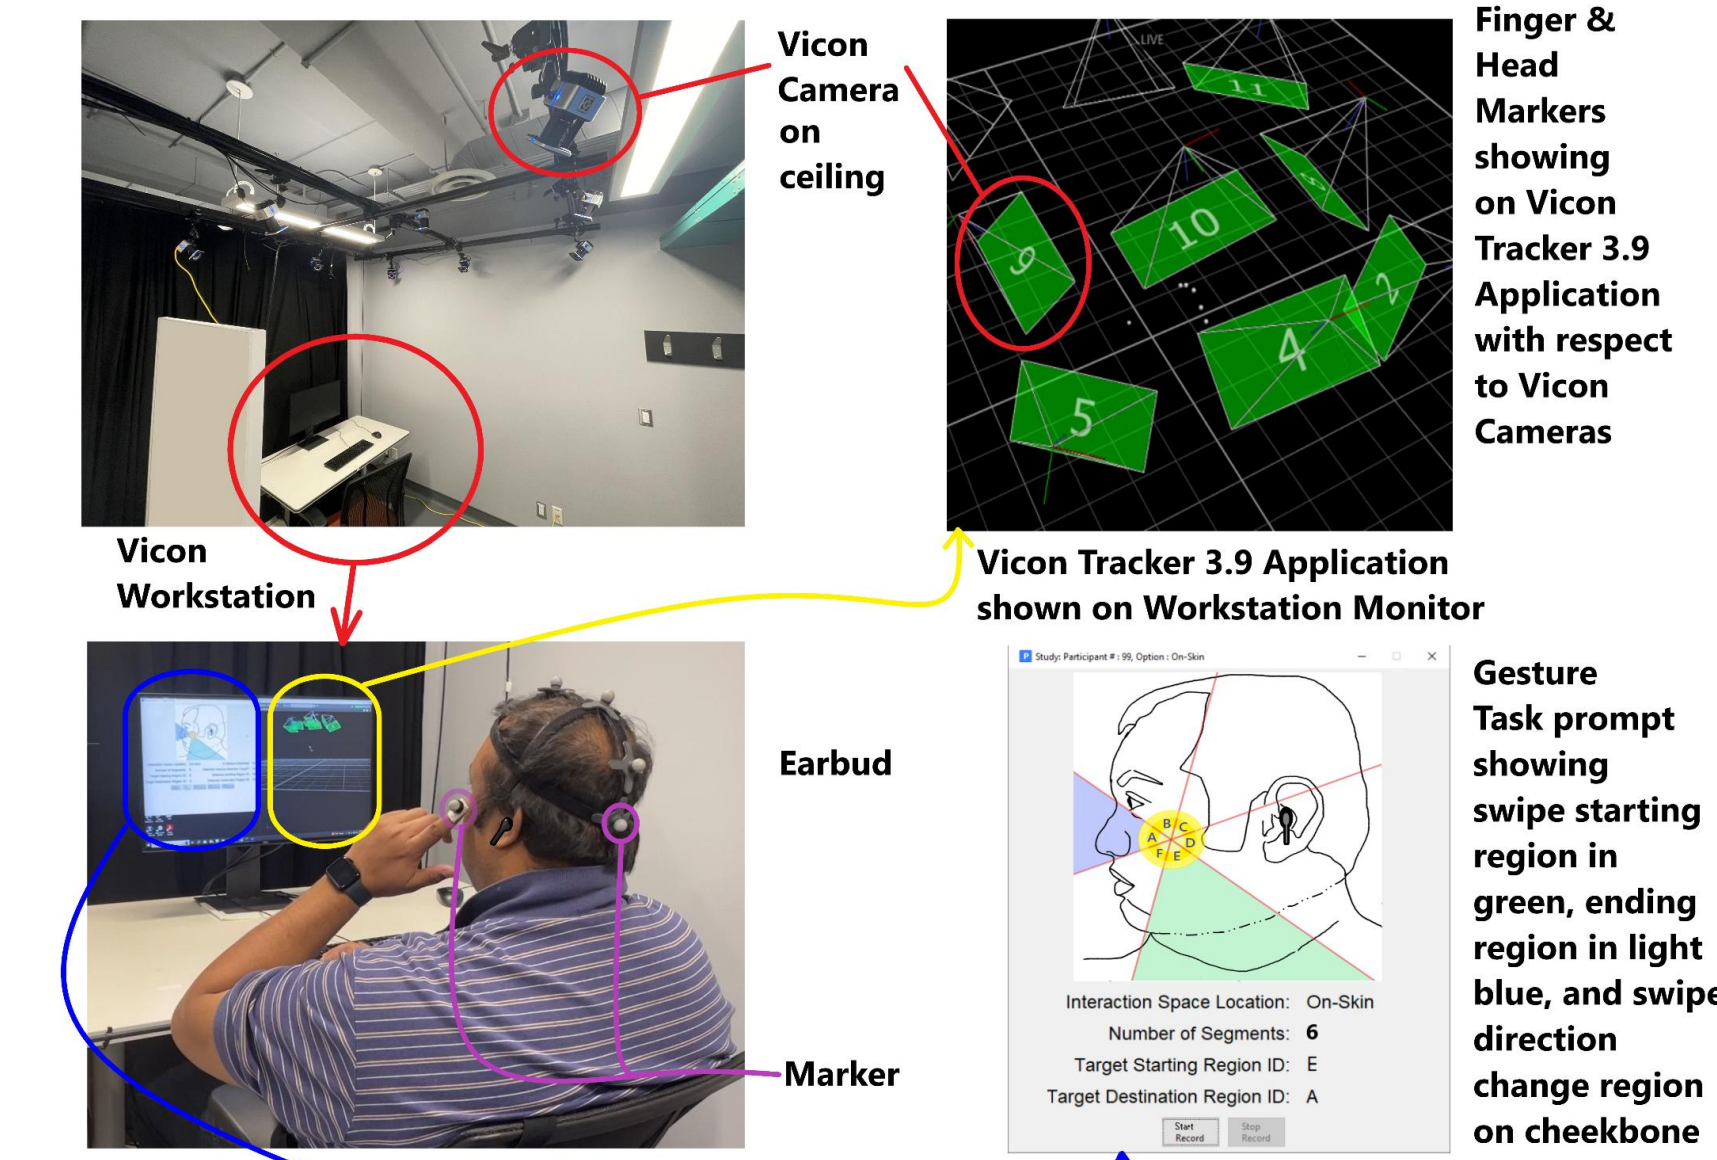 Vicon
Camera
on
ceiling
LIVE
11
10
9
2
4
5
Finger &
Head
Markers
showing
on Vicon
Tracker 3.9
Application
with respect
to Vicon
Cameras
Vicon
Workstation
Vicon Tracker 3.9 Application
shown on Workstation Monitor
Earbud
Marker
Study: Participant # : 99, Option : On-Skin
B C
A D
F E
Interaction Space Location: On-Skin
Number of Segments: 6
Target Starting Region ID: E
Target Destination Region ID: A
Start Stop
Record Record
Gesture
Task prompt
showing
swipe starting
region in
green, ending
region in light
blue, and swipe
direction
change region
on cheekbone